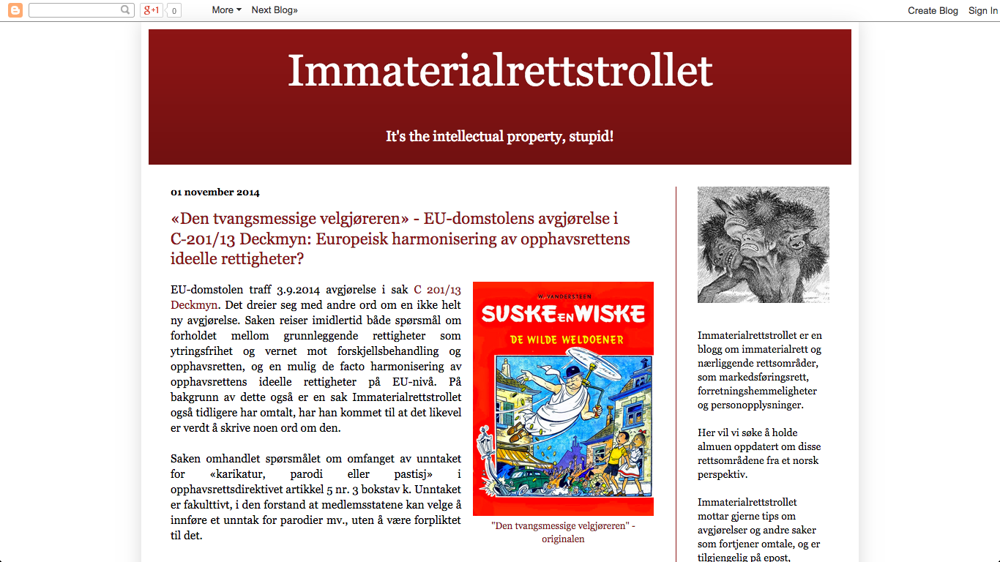 g+1 0 More Next Blog» Create Blog Sign In
Immaterialrettstrollet
It's the intellectual property, stupid!
01 november 2014
«Den tvangsmessige velgjøreren» - EU-domstolens avgjørelse i
C-201/13 Deckmyn: Europeisk harmonisering av opphavsrettens
ideelle rettigheter?
EU-domstolen traff 3.9.2014 avgjørelse i sak C 201/13
Deckmyn. Det dreier seg med andre ord om en ikke helt
ny avgjørelse. Saken reiser imidlertid både spørsmål om
forholdet mellom grunnleggende rettigheter som
ytringsfrihet og vernet mot forskjellsbehandling og
opphavsretten, og en mulig de facto harmonisering av
opphavsrettens ideelle rettigheter på EU-nivå. På
bakgrunn av dette også er en sak Immaterialrettstrollet
også tidligere har omtalt, har han kommet til at det likevel
er verdt å skrive noen ord om den.
Saken omhandlet spørsmålet om omfanget av unntaket
for «karikatur, parodi eller pastisj» i
opphavsrettsdirektivet artikkel 5 nr. 3 bokstav k. Unntaket
er fakulttivt, i den forstand at medlemsstatene kan velge å
innføre et unntak for parodier mv., uten å være forpliktet
til det.
W. VANDERSTEEN
SUSKE EN WISKE
DE WILDE WELDOENER
"Den tvangsmessige velgjøreren" -
originalen
Immaterialrettstrollet er en
blogg om immaterialrett og
nærliggende rettsområder,
som markedsføringsrett,
forretningshemmeligheter
og personopplysninger.
Her vil vi søke å holde
almuen oppdatert om disse
rettsområdene fra et norsk
perspektiv.
Immaterialrettstrollet
mottar gjerne tips om
avgjørelser og andre saker
som fortjener omtale, og er
tilgjengelig på epost,